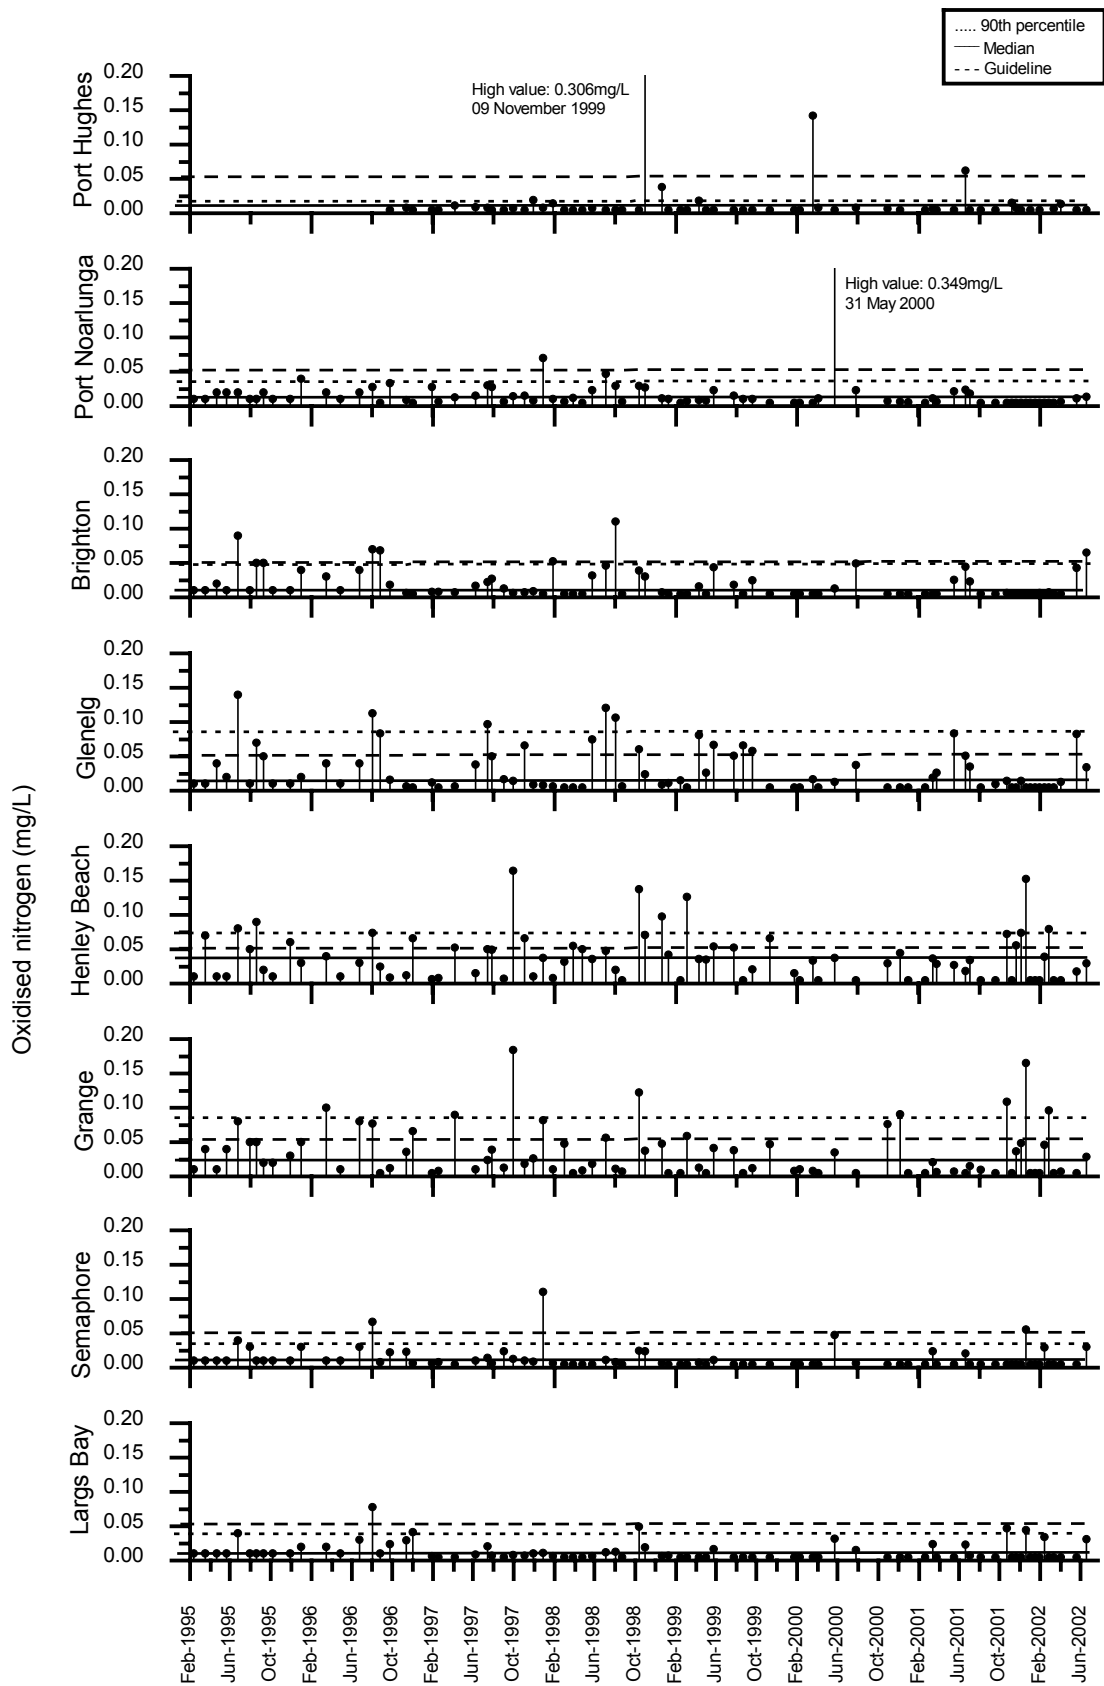 ..... 90th percentile
—— Median
- - - Guideline
Oxidised nitrogen (mg/L)
Port Hughes
0.20
0.15
0.10
0.05
0.00
High value: 0.306mg/L
09 November 1999
Port Noarlunga
0.20
0.15
0.10
0.05
0.00
High value: 0.349mg/L
31 May 2000
Brighton
0.20
0.15
0.10
0.05
0.00
Glenelg
0.20
0.15
0.10
0.05
0.00
Henley Beach
0.20
0.15
0.10
0.05
0.00
Grange
0.20
0.15
0.10
0.05
0.00
Semaphore
0.20
0.15
0.10
0.05
0.00
Largs Bay
0.20
0.15
0.10
0.05
0.00
Feb-1995
Jun-1995
Oct-1995
Feb-1996
Jun-1996
Oct-1996
Feb-1997
Jun-1997
Oct-1997
Feb-1998
Jun-1998
Oct-1998
Feb-1999
Jun-1999
Oct-1999
Feb-2000
Jun-2000
Oct-2000
Feb-2001
Jun-2001
Oct-2001
Feb-2002
Jun-2002